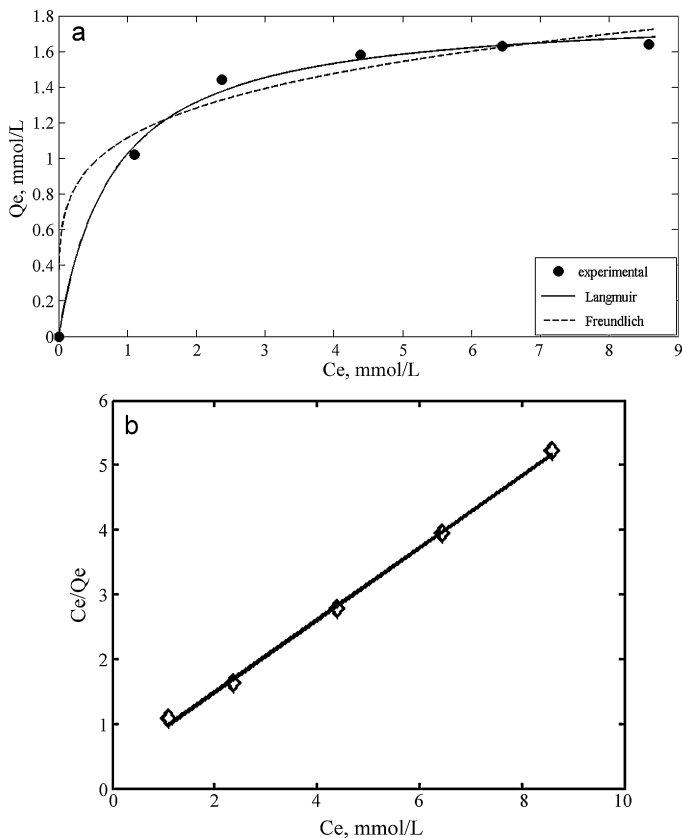 a
1.8
1.6
1.4
1.2
1
0.8
0.6
0.4
0.2
0
Qe, mmol/L
experimental
Langmuir
Freundlich
0 1 2 3 4 5 6 7 8 9
Ce, mmol/L
b
6
5
4
3
2
1
0
Ce/Qe
0 2 4 6 8 10
Ce, mmol/L